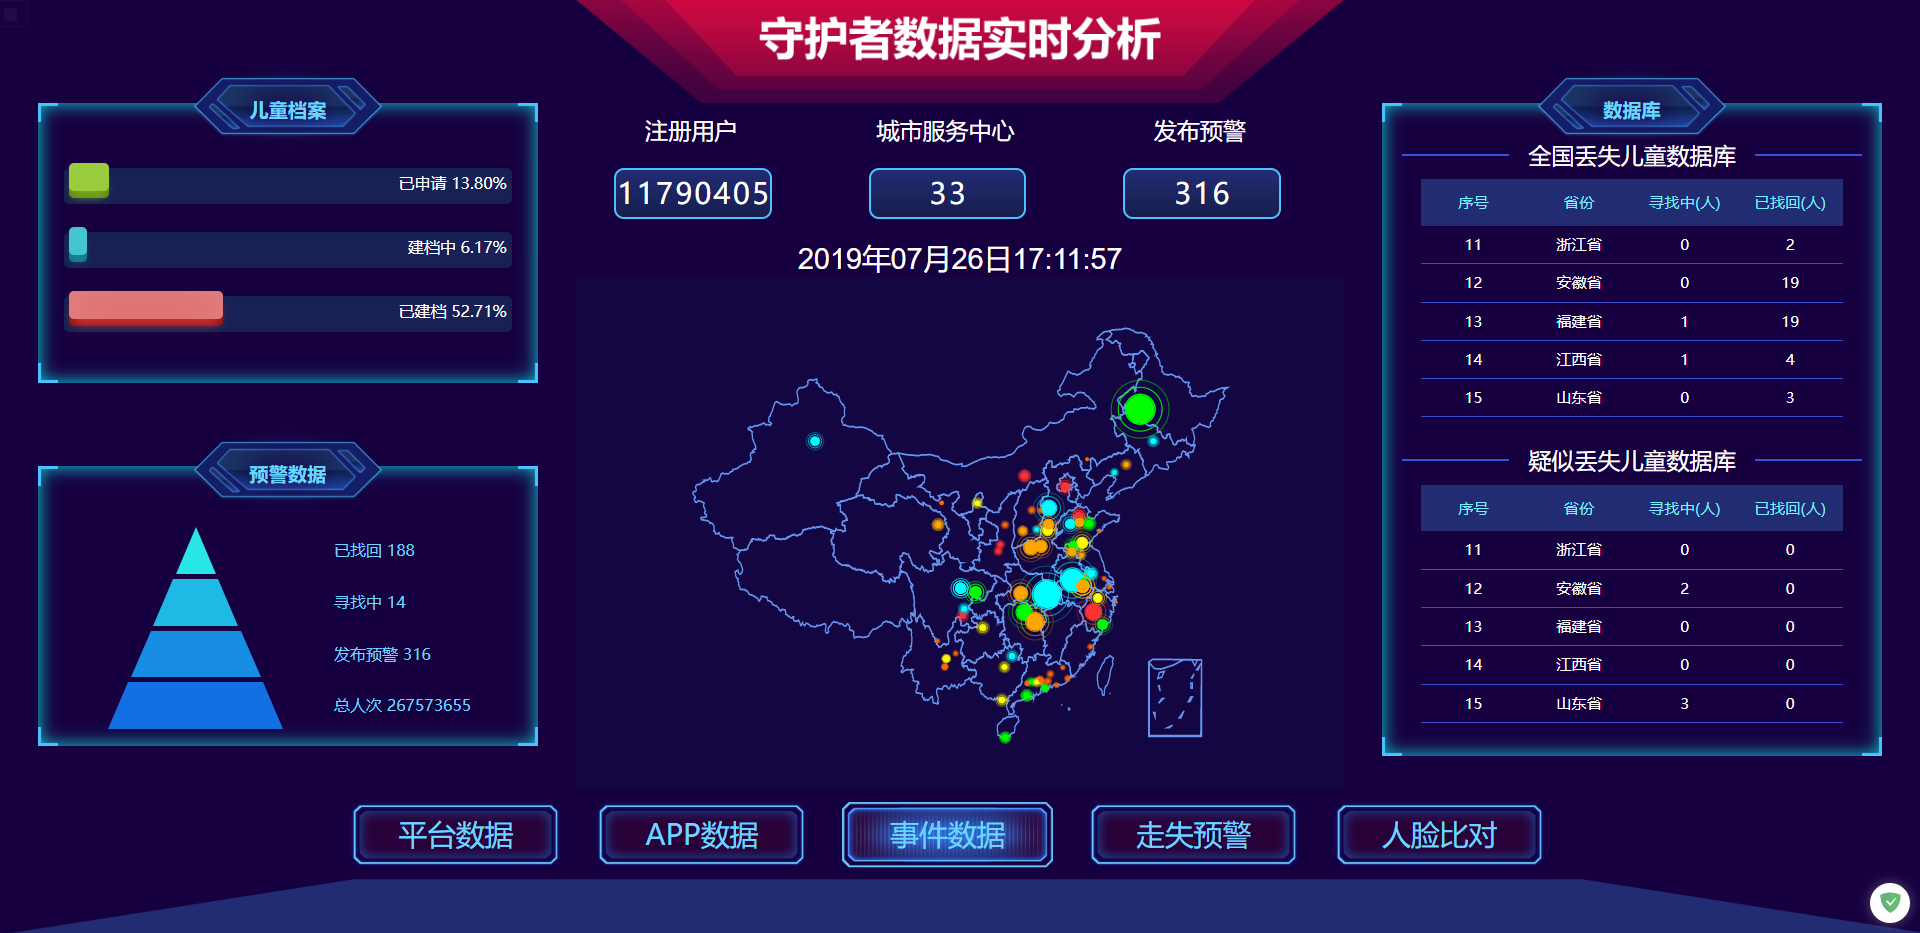 守护者数据实时分析
儿童档案
已申请 13.80%
建档中 6.17%
已建档 52.71%
预警数据
已找回 188
寻找中 14
发布预警 316
总人次 267573655
注册用户 城市服务中心 发布预警
11790405 33 316
2019年07月26日17:11:57
数据库
全国丢失儿童数据库
序号 省份 寻找中(人) 已找回(人)
11 浙江省 0 2
12 安徽省 0 19
13 福建省 1 19
14 江西省 1 4
15 山东省 0 3
疑似丢失儿童数据库
序号 省份 寻找中(人) 已找回(人)
11 浙江省 0 0
12 安徽省 2 0
13 福建省 0 0
14 江西省 0 0
15 山东省 3 0
平台数据 APP数据 事件数据 走失预警 人脸比对